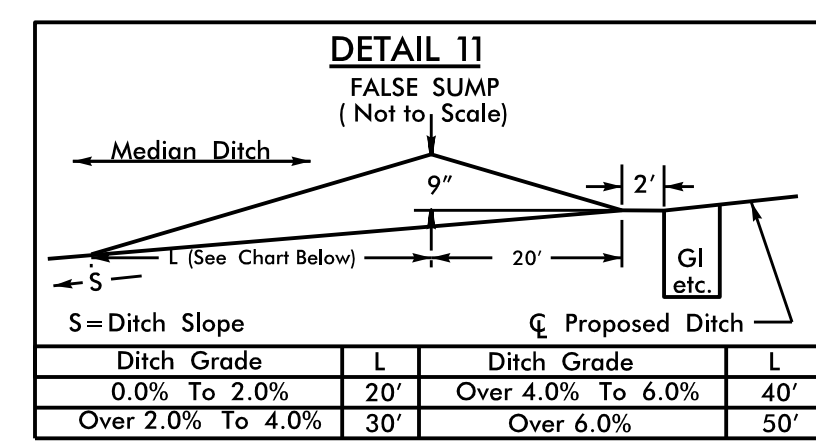 DETAIL 11
FALSE SUMP
( Not to Scale)
Median Ditch
9″
2'
L (See Chart Below)
20'
GI
etc.
S
S=Ditch Slope
℄ Proposed Ditch
Ditch Grade L Ditch Grade L
0.0% To 2.0% 20' Over 4.0% To 6.0% 40'
Over 2.0% To 4.0% 30' Over 6.0% 50'